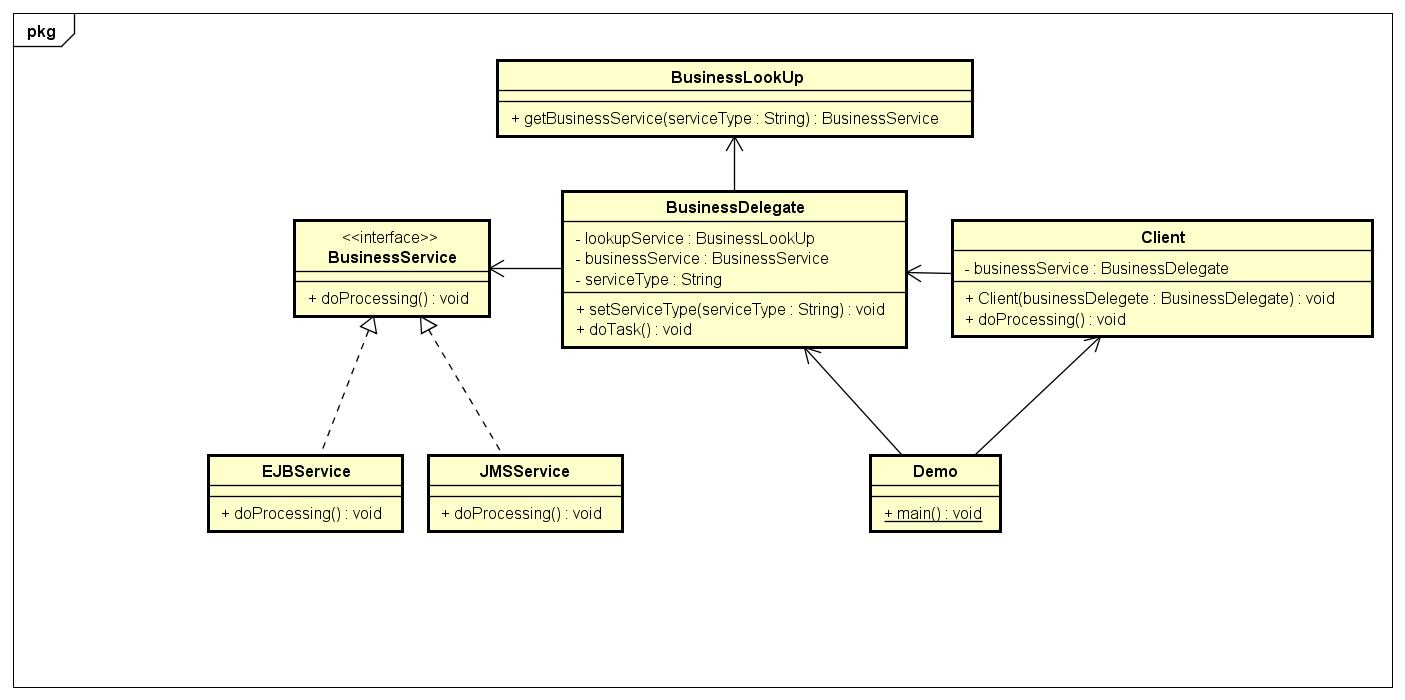 pkg
BusinessLookUp
+ getBusinessService(serviceType : String) : BusinessService
BusinessDelegate
- lookupService : BusinessLookUp
- businessService : BusinessService
- serviceType : String
+ setServiceType(serviceType : String) : void
+ doTask() : void
<<interface>>
BusinessService
+ doProcessing() : void
Client
- businessService : BusinessDelegate
+ Client(businessDelegete : BusinessDelegate) : void
+ doProcessing() : void
EJBService
+ doProcessing() : void
JMSService
+ doProcessing() : void
Demo
+ main() : void